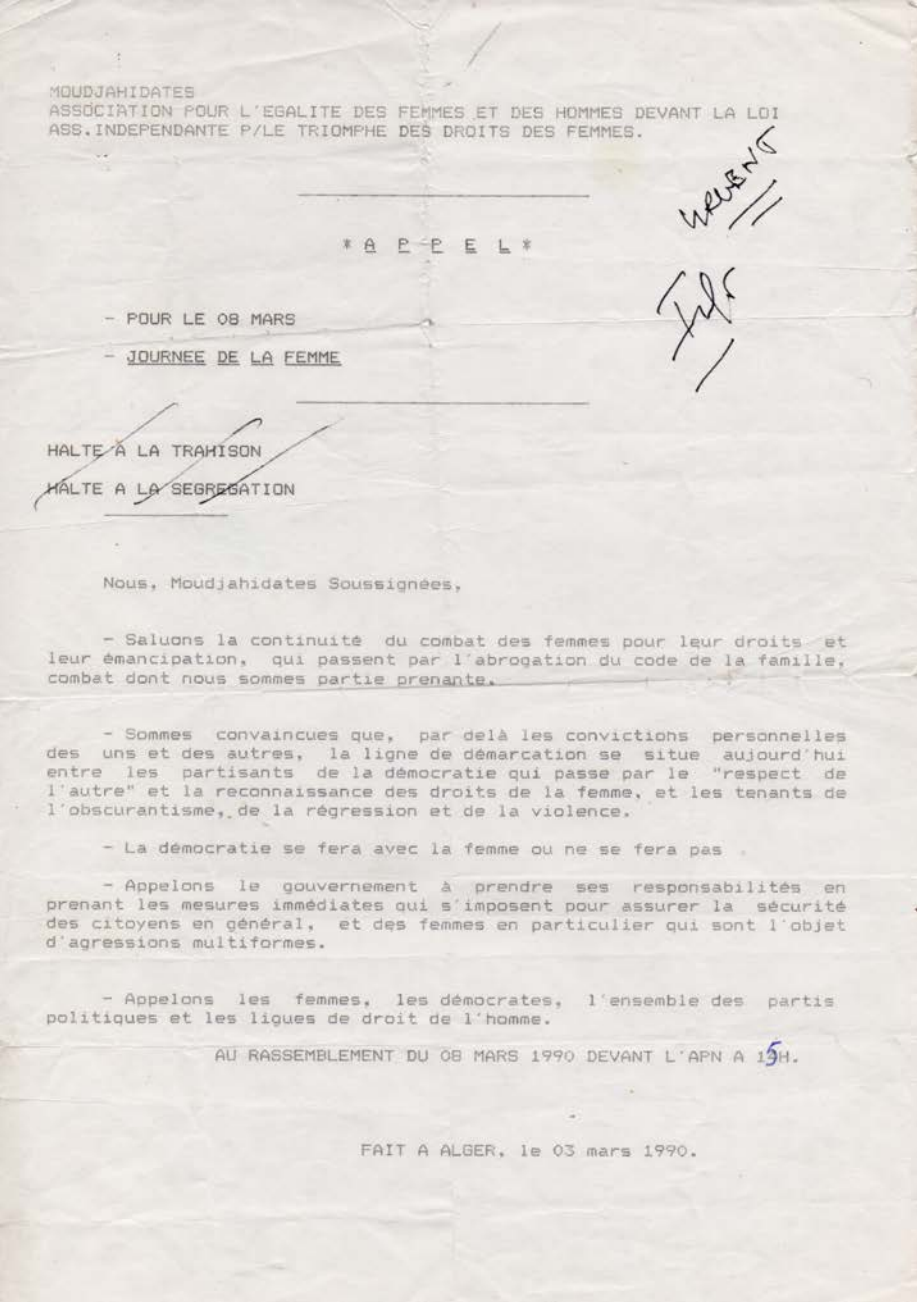 MOUDJAHIDATES
ASSOCIATION POUR L'EGALITE DES FEMMES ET DES HOMMES DEVANT LA LOI
ASS.INDEPENDANTE P/LE TRIOMPHE DES DROITS DES FEMMES.
URGENT
* A P P E L *
Inf
- POUR LE 08 MARS
- JOURNEE DE LA FEMME
HALTE A LA TRAHISON
HALTE A LA SEGREGATION
Nous, Moudjahidates Soussignées,
- Saluons la continuité du combat des femmes pour leur droits et
leur émancipation, qui passent par l'abrogation du code de la famille,
combat dont nous sommes partie prenante.
- Sommes convaincues que, par delà les convictions personnelles
des uns et des autres, la ligne de démarcation se situe aujourd'hui
entre les partisants de la démocratie qui passe par le "respect de
l'autre" et la reconnaissance des droits de la femme, et les tenants de
l'obscurantisme, de la régression et de la violence.
- La démocratie se fera avec la femme ou ne se fera pas .
- Appelons le gouvernement à prendre ses responsabilités en
prenant les mesures immédiates qui s'imposent pour assurer la sécurité
des citoyens en général, et des femmes en particulier qui sont l'objet
d'agressions multiformes.
- Appelons les femmes, les démocrates, l'ensemble des partis
politiques et les ligues de droit de l'homme.
AU RASSEMBLEMENT DU 08 MARS 1990 DEVANT L'APN A 15H.
FAIT A ALGER, le 03 mars 1990.